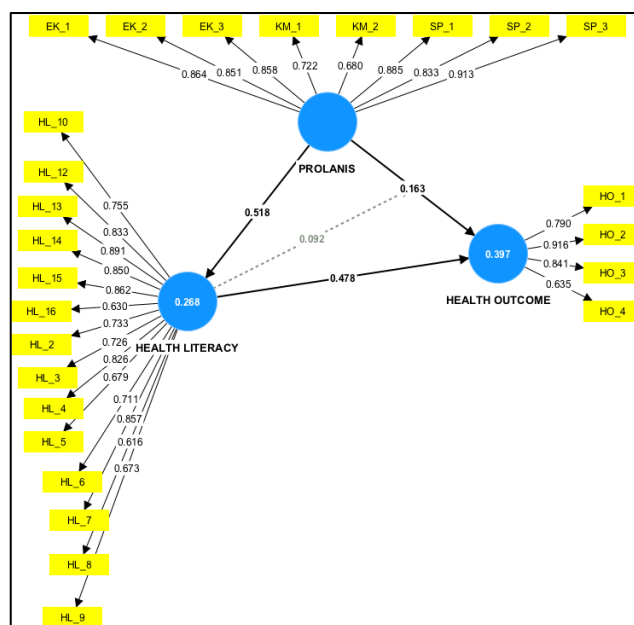 EK_1 EK_2 EK_3 KM_1 KM_2 SP_1 SP_2 SP_3
0.864 0.851 0.858 0.722 0.680 0.885 0.833 0.913
PROLANIS
HL_10
HL_12
HL_13
HL_14
HL_15
HL_16
HL_2
HL_3
HL_4
HL_5
HL_6
HL_7
HL_8
HL_9
0.755
0.833
0.891
0.850
0.862
0.630
0.733
0.726
0.826
0.679
0.711
0.857
0.616
0.673
0.518
0.163
0.092
0.478
0.268
HEALTH LITERACY
0.397
HEALTH OUTCOME
0.790
0.916
0.841
0.635
HO_1
HO_2
HO_3
HO_4